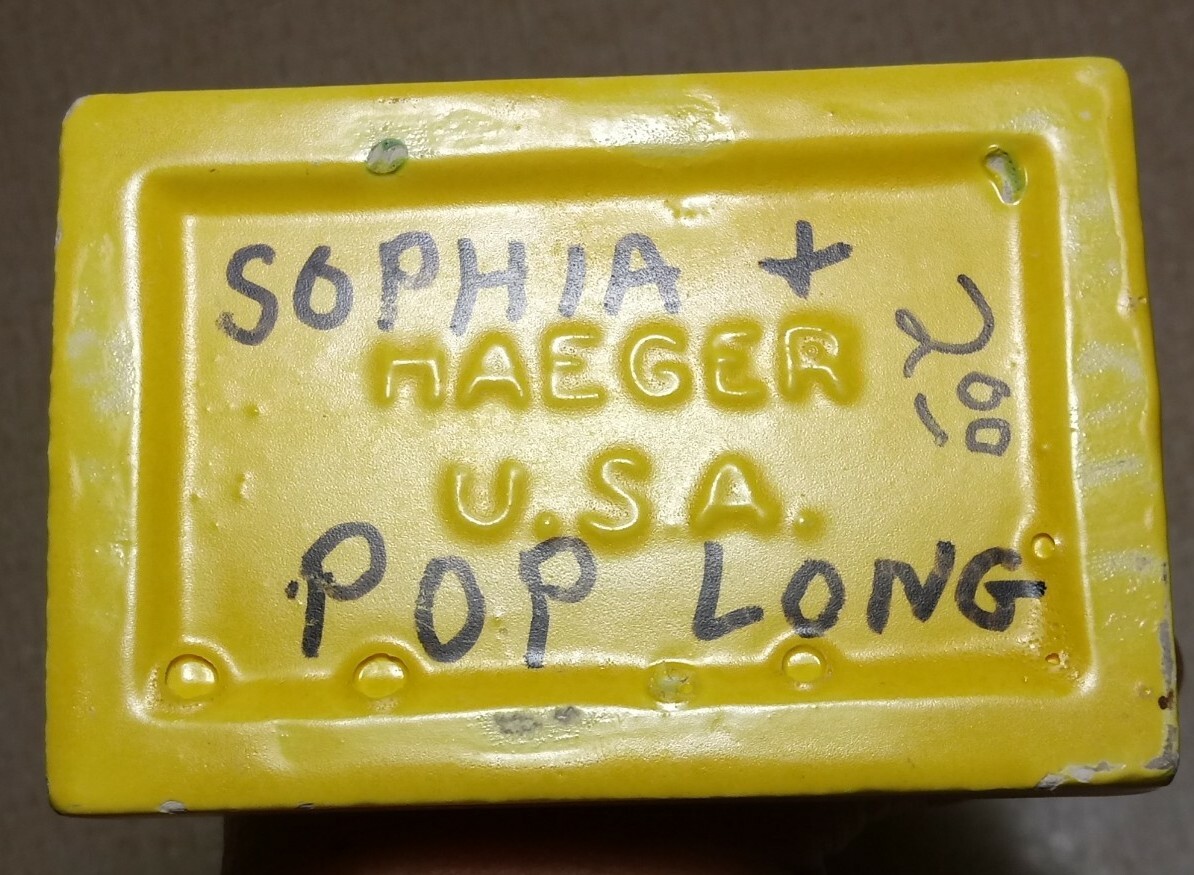 SOPHIA +
HAEGER
U.S.A.
POP LONG